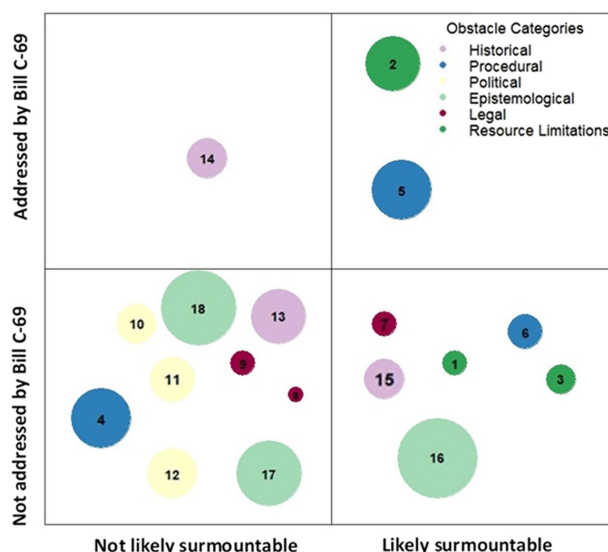 Obstacle Categories
Historical
Procedural
Political
Epistemological
Legal
Resource Limitations
Addressed by Bill C-69
2
14
5
Not addressed by Bill C-69
18
13
10
7
6
9
1
11
15
3
8
4
16
12
17
Not likely surmountable
Likely surmountable